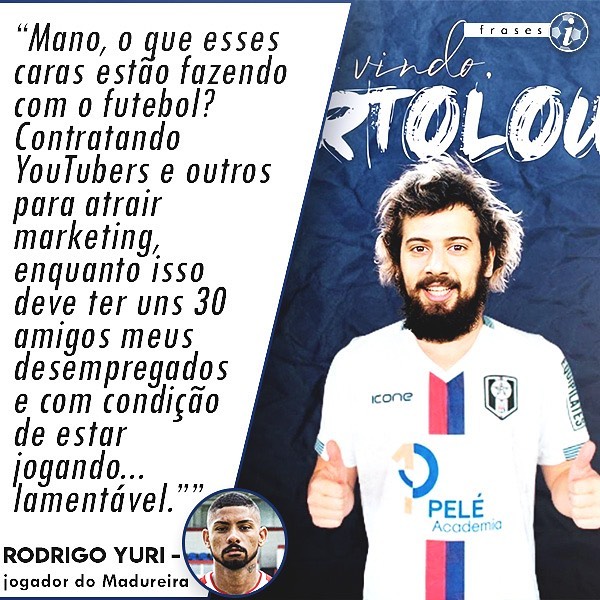 frases
vindo,
RTOLOU
“Mano, o que esses
caras estão fazendo
com o futebol?
Contratando
YouTubers e outros
para atrair
marketing,
enquanto isso
deve ter uns 30
amigos meus
desempregados
e com condição
de estar
jogando...
lamentável.””
icone
PELÉ
Academia
RODRIGO YURI -
jogador do Madureira